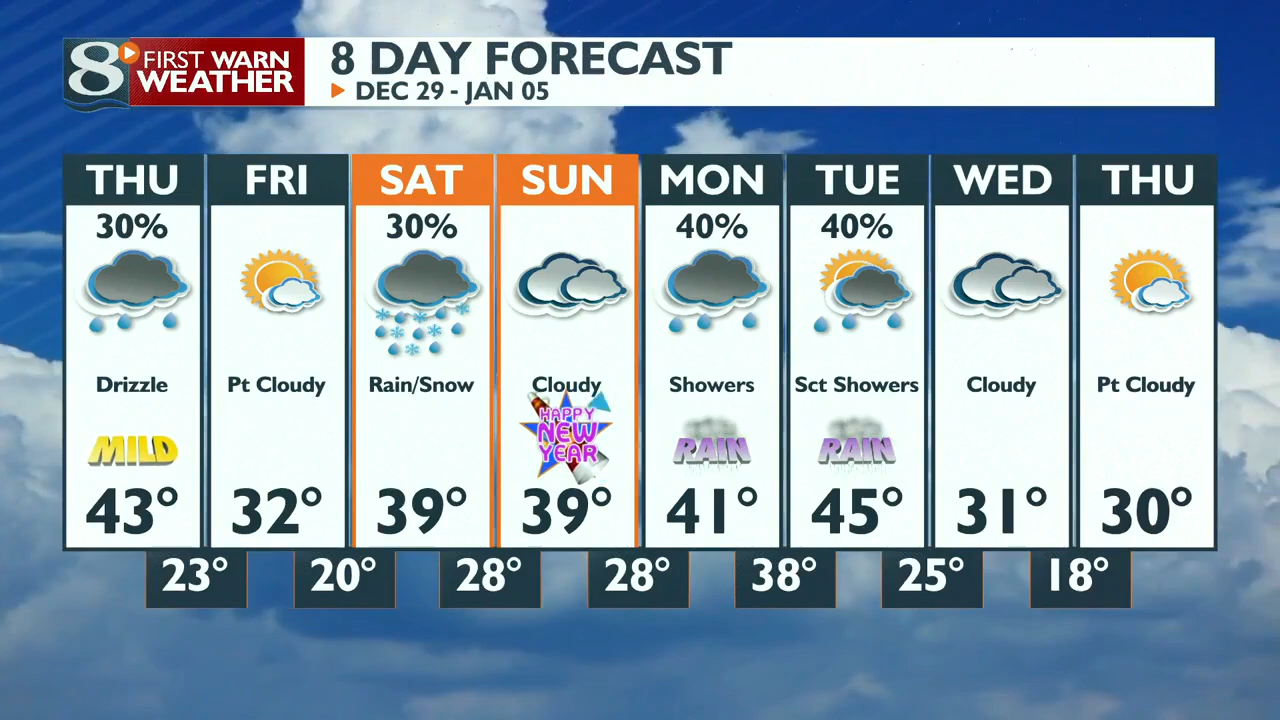 8 FIRST WARN
WEATHER
8 DAY FORECAST
DEC 29 - JAN 05
THU FRI SAT SUN MON TUE WED THU
30% 30% 40% 40%
Drizzle Pt Cloudy Rain/Snow Cloudy Showers Sct Showers Cloudy Pt Cloudy
HAPPY
NEW
YEAR
MILD RAIN RAIN
43° 32° 39° 39° 41° 45° 31° 30°
23° 20° 28° 28° 38° 25° 18°